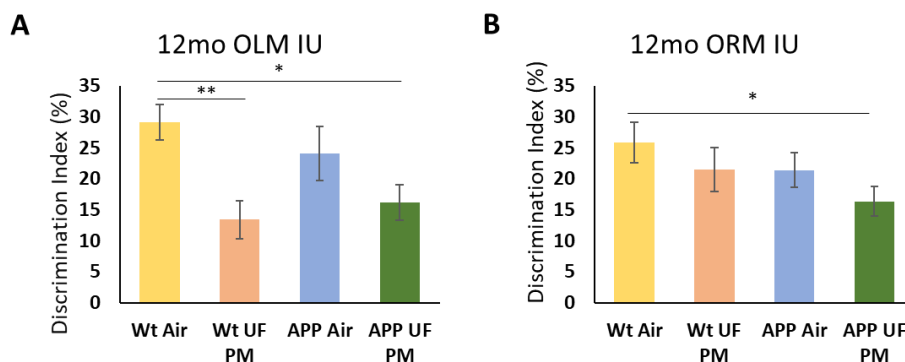 A
12mo OLM IU
*
**
Discrimination Index (%)
35
30
25
20
15
10
5
0
Wt Air
Wt UF
PM
APP Air
APP UF
PM
B
12mo ORM IU
*
Discrimination Index (%)
35
30
25
20
15
10
5
0
Wt Air
Wt UF
PM
APP Air
APP UF
PM